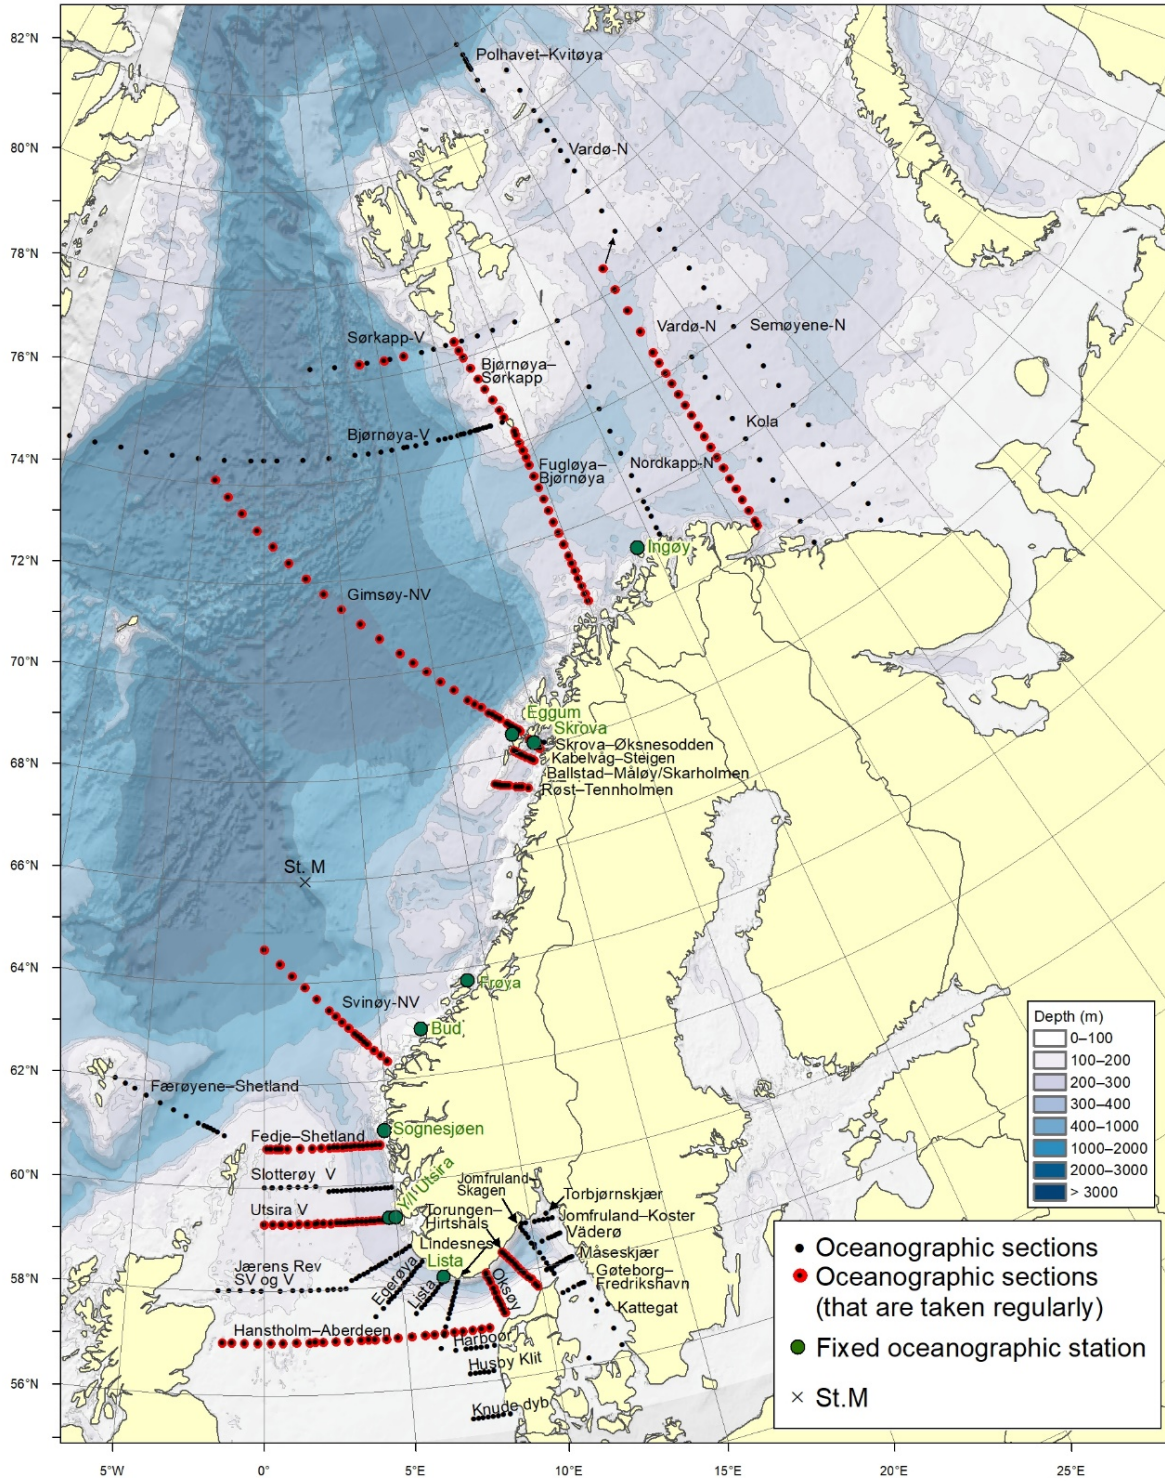 82°N
80°N
78°N
76°N
74°N
72°N
70°N
68°N
66°N
64°N
62°N
60°N
58°N
56°N
Polhavet–Kvitøya
Vardø-N
Sørkapp-V
Bjørnøya–
Sørkapp
Vardø-N
Semøyene-N
Bjørnøya-V
Kola
Fugløya–
Bjørnøya
Nordkapp-N
Ingøy
Gimsøy-NV
Eggum
Skrova
Skrova–Øksnesodden
Kabelvåg–Steigen
Ballstad–Måløy/Skarholmen
Røst–Tennholmen
St. M
Frøya
Svinøy-NV
Bud
Færøyene–Shetland
Sognesjøen
Fedje–Shetland
Slotterøy V
Y/I Utsira
Utsira V
Jomfruland–
Skagen
Torbjørnskjær
Torungen–
Hirtshals
Jomfruland–Koster
Väderø
Lindesnes
Lista
Måseskjær
Göteborg–
Fredrikshavn
Jærens Rev
SV og V
Egerøya
Lista
Oksøy
Kattegat
Hanstholm–Aberdeen
Harboør
Husby Klit
Knude dyb
Depth (m)
0–100
100–200
200–300
300–400
400–1000
1000–2000
2000–3000
> 3000
Oceanographic sections
Oceanographic sections
(that are taken regularly)
Fixed oceanographic station
St.M
5°W
0°
5°E
10°E
15°E
20°E
25°E